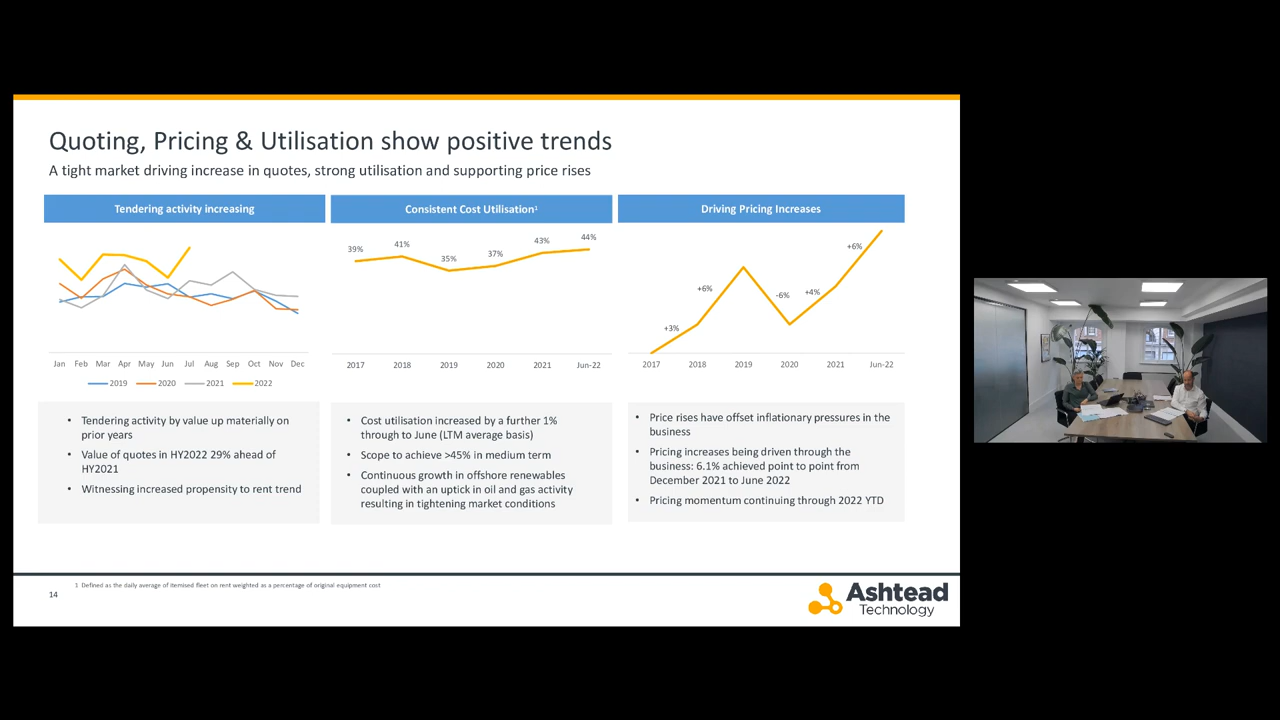 Quoting, Pricing & Utilisation show positive trends
A tight market driving increase in quotes, strong utilisation and supporting price rises
Tendering activity increasing
Jan Feb Mar Apr May Jun Jul Aug Sep Oct Nov Dec
2019 2020 2021 2022
Tendering activity by value up materially on
prior years
Value of quotes in HY2022 29% ahead of
HY2021
Witnessing increased propensity to rent trend
Consistent Cost Utilisation¹
39% 41% 35% 37% 43% 44%
2017 2018 2019 2020 2021 Jun-22
Cost utilisation increased by a further 1%
through to June (LTM average basis)
Scope to achieve >45% in medium term
Continuous growth in offshore renewables
coupled with an uptick in oil and gas activity
resulting in tightening market conditions
Driving Pricing Increases
+3% +6% -6% +4% +6%
2017 2018 2019 2020 2021 Jun-22
Price rises have offset inflationary pressures in the
business
Pricing increases being driven through the
business: 6.1% achieved point to point from
December 2021 to June 2022
Pricing momentum continuing through 2022 YTD
1 Defined as the daily average of itemised fleet on rent weighted as a percentage of original equipment cost
14
Ashtead
Technology